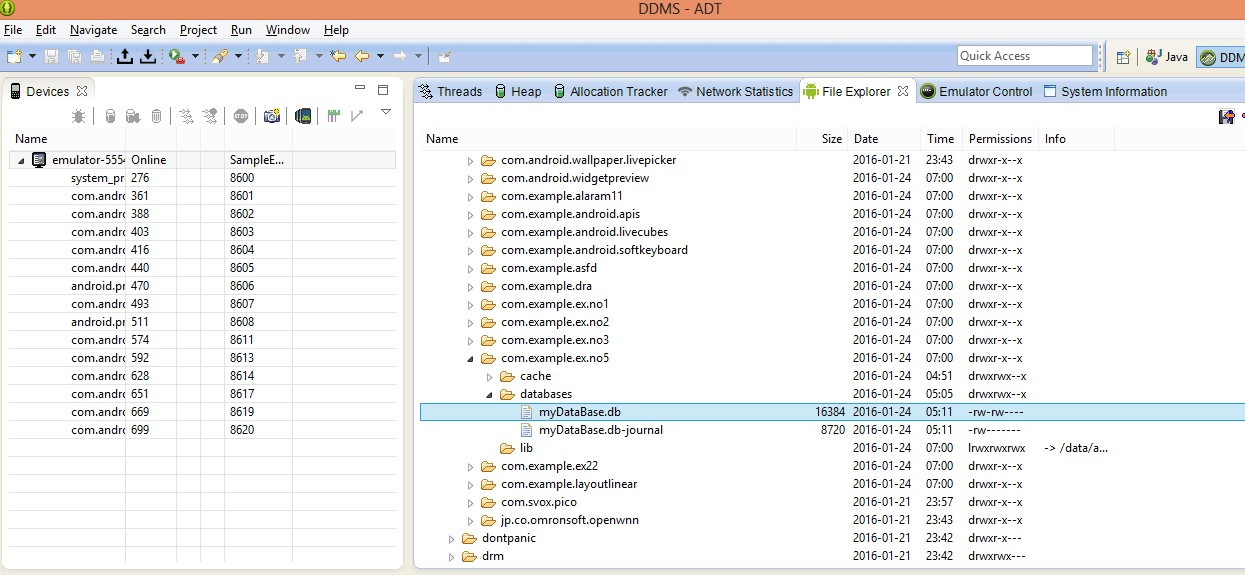 DDMS - ADT
File Edit Navigate Search Project Run Window Help
Quick Access Java DDM
Devices
Threads Heap Allocation Tracker Network Statistics File Explorer Emulator Control System Information
STOP
Name
Name Size Date Time Permissions Info
emulator-5554 Online SampleE...
system_pr 276 8600
com.andrc 361 8601
com.andrc 388 8602
com.andrc 403 8603
com.andrc 416 8604
com.andrc 440 8605
android.pr 470 8606
com.andrc 493 8607
android.pr 511 8608
com.andrc 574 8611
com.andrc 592 8613
com.andrc 628 8614
com.andrc 651 8617
com.andrc 669 8619
com.andrc 699 8620
com.android.wallpaper.livepicker 2016-01-21 23:43 drwxr-x--x
com.android.widgetpreview 2016-01-24 07:00 drwxr-x--x
com.example.alaram11 2016-01-24 07:00 drwxr-x--x
com.example.android.apis 2016-01-24 07:00 drwxr-x--x
com.example.android.livecubes 2016-01-24 07:00 drwxr-x--x
com.example.android.softkeyboard 2016-01-24 07:00 drwxr-x--x
com.example.asfd 2016-01-24 07:00 drwxr-x--x
com.example.dra 2016-01-24 07:00 drwxr-x--x
com.example.ex.no1 2016-01-24 07:00 drwxr-x--x
com.example.ex.no2 2016-01-24 07:00 drwxr-x--x
com.example.ex.no3 2016-01-24 07:00 drwxr-x--x
com.example.ex.no5 2016-01-24 07:00 drwxr-x--x
cache 2016-01-24 04:51 drwxrwx--x
databases 2016-01-24 05:05 drwxrwx--x
myDataBase.db 16384 2016-01-24 05:11 -rw-rw----
myDataBase.db-journal 8720 2016-01-24 05:11 -rw-------
lib 2016-01-24 07:00 lrwxrwxrwx -> /data/a...
com.example.ex22 2016-01-24 07:00 drwxr-x--x
com.example.layoutlinear 2016-01-24 07:00 drwxr-x--x
com.svox.pico 2016-01-21 23:57 drwxr-x--x
jp.co.omronsoft.openwnn 2016-01-21 23:43 drwxr-x--x
dontpanic 2016-01-21 23:42 drwxr-x---
drm 2016-01-21 23:42 drwxrwx---